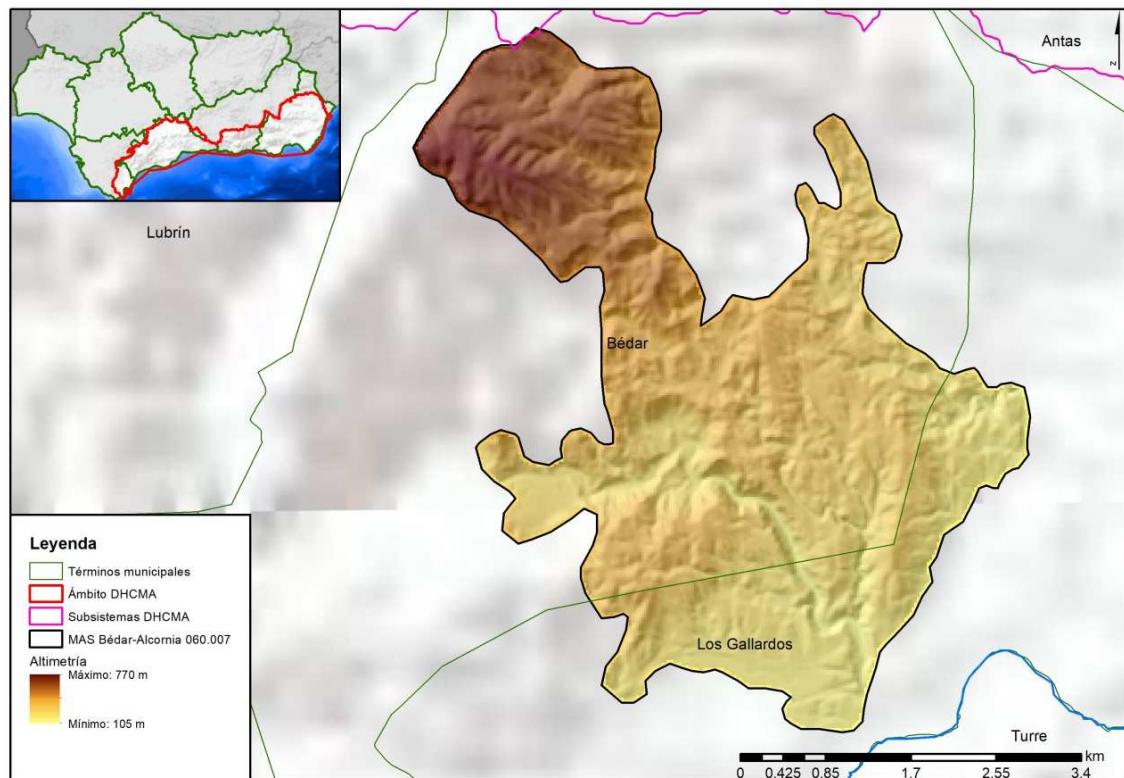 Antas
z
Lubrín
Bédar
Los Gallardos
Turre
Leyenda
Términos municipales
Ámbito DHCMA
Subsistemas DHCMA
MAS Bédar-Alcornia 060.007
Altimetría
Máximo: 770 m
Mínimo: 105 m
km
0 0.425 0.85 1.7 2.55 3.4